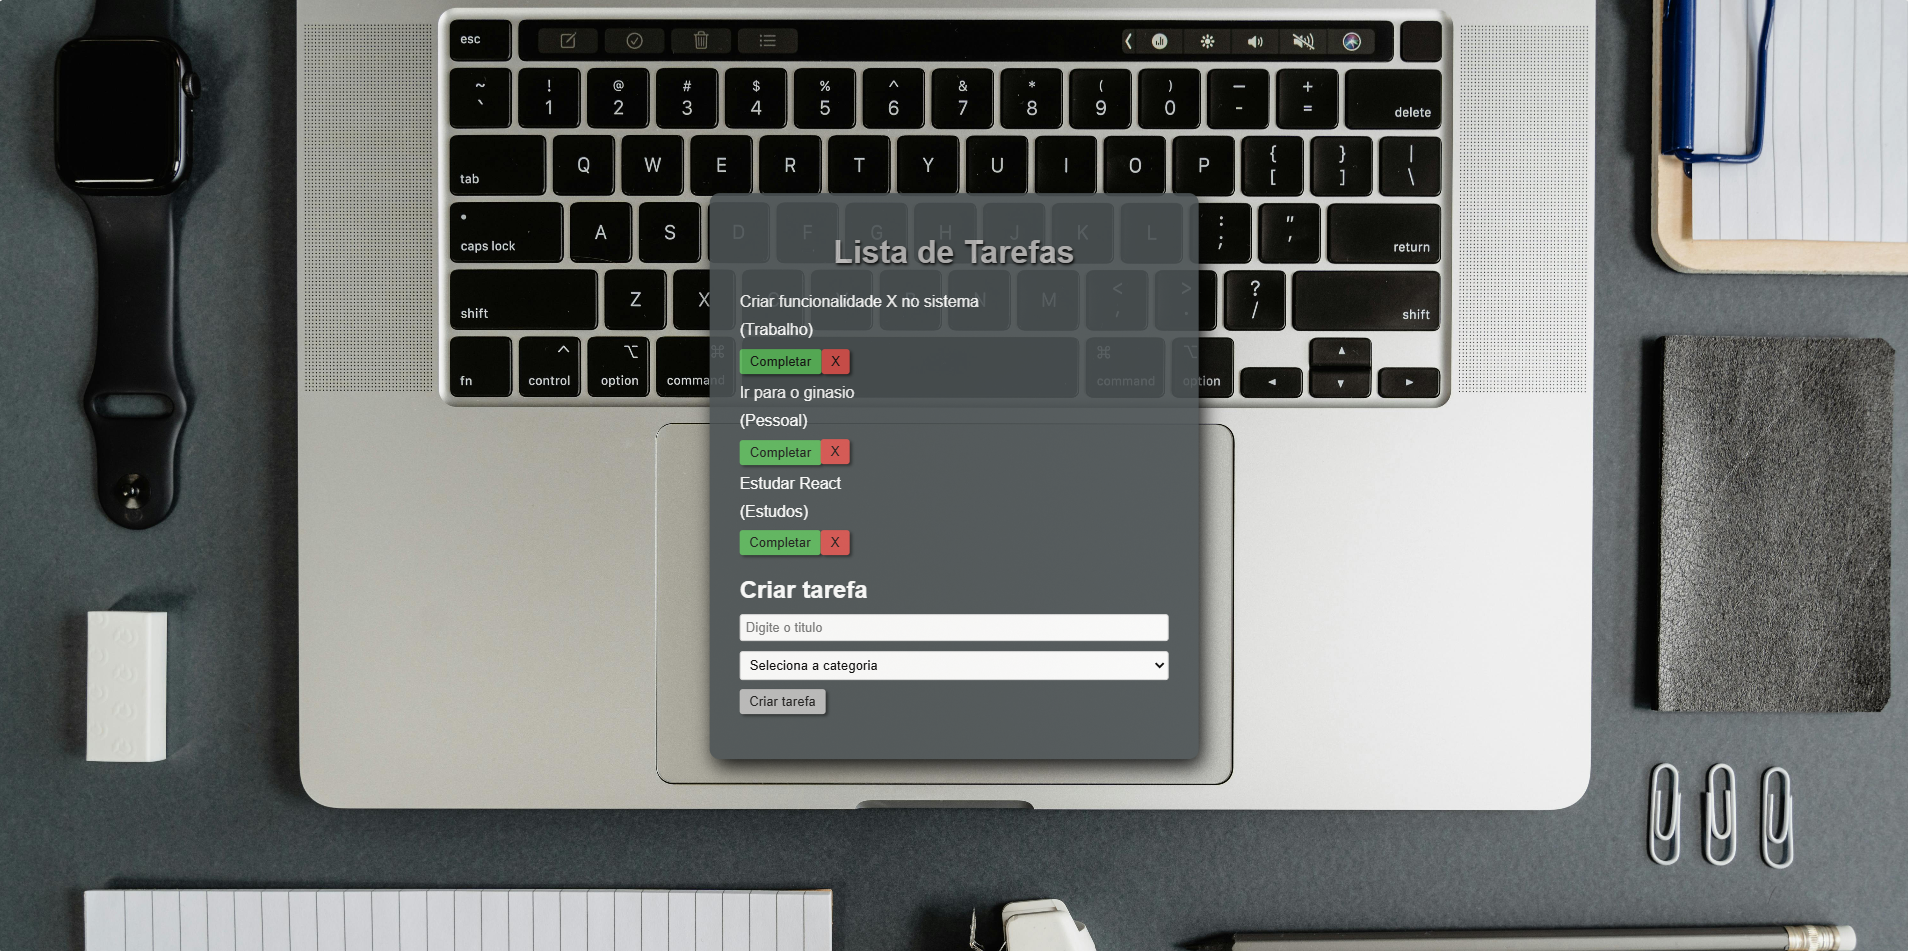 esc
~ ! @ # $ % ^ & * ( ) — +
` 1 2 3 4 5 6 7 8 9 0 - = delete
tab Q W E R T Y U I O P { [ } ] | \
caps lock A S D F G H J K L : ; " ' return
Lista de Tarefas
shift Z X N M < , > . ? / shift
Criar funcionalidade X no sistema
(Trabalho)
fn control option command ⌘ command option
Completar X
Ir para o ginasio
(Pessoal)
Completar X
Estudar React
(Estudos)
Completar X
Criar tarefa
Digite o titulo
Seleciona a categoria
Criar tarefa